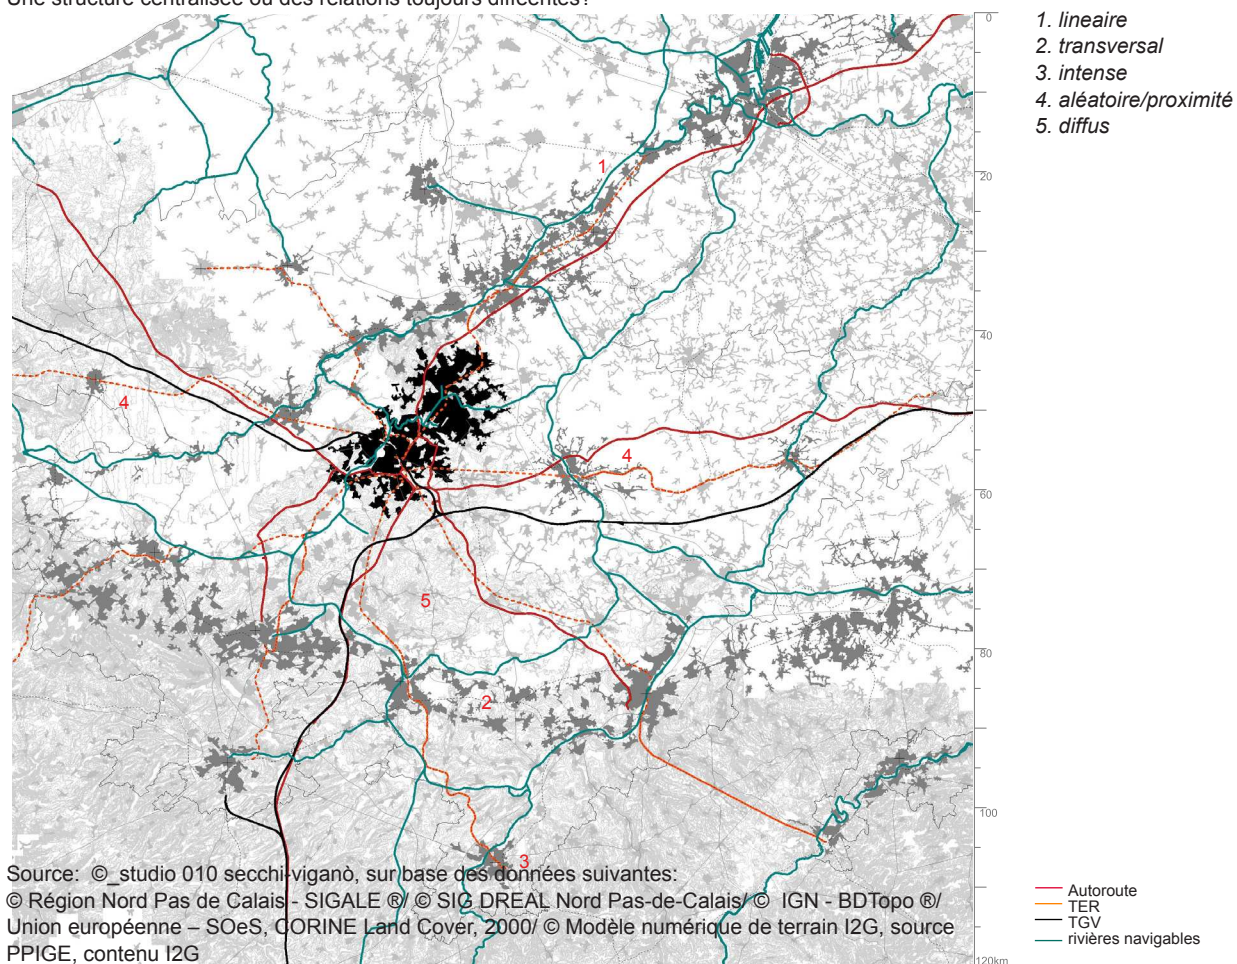 Une structure centralisée ou des relations toujours difféentes?
1. lineaire
2. transversal
3. intense
4. aléatoire/proximité
5. diffus
0
20
40
60
80
100
120km
1
4
4
5
2
3
Source: ©_studio 010 secchi-viganò, sur base des données suivantes:
© Région Nord Pas de Calais - SIGALE ®/ © SIG DREAL Nord Pas-de-Calais/ © IGN - BDTopo ®/
Union européenne – SOeS, CORINE Land Cover, 2000/ © Modèle numérique de terrain I2G, source
PPIGE, contenu I2G
Autoroute
TER
TGV
rivières navigables